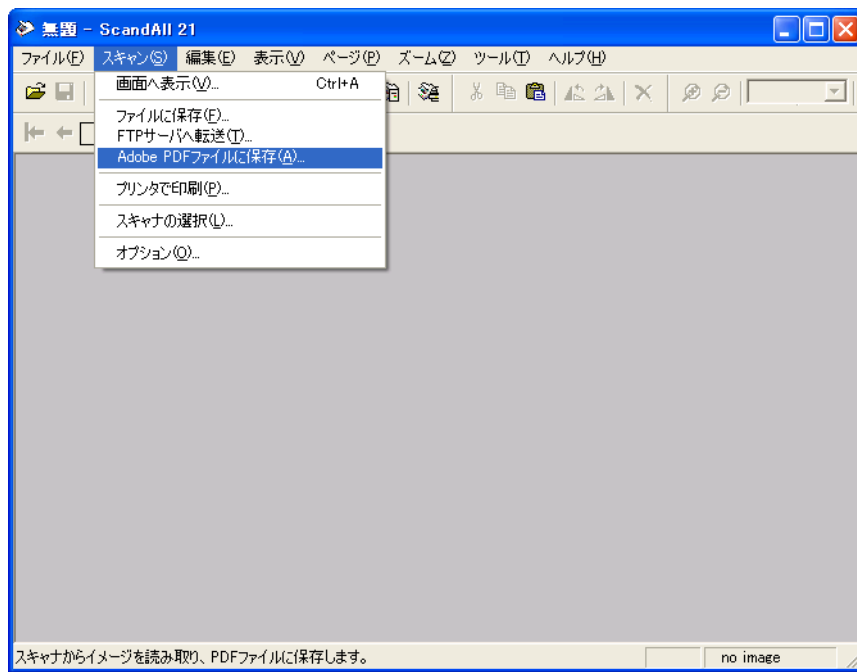 無題 - ScandAll 21
ファイル(F) スキャン(S) 編集(E) 表示(V) ページ(P) ズーム(Z) ツール(T) ヘルプ(H)
画面へ表示(V)... Ctrl+A
ファイルに保存(F)...
FTPサーバへ転送(T)...
Adobe PDFファイルに保存(A)...
プリンタで印刷(P)...
スキャナの選択(L)...
オプション(O)...
スキャナからイメージを読み取り、PDFファイルに保存します。 no image